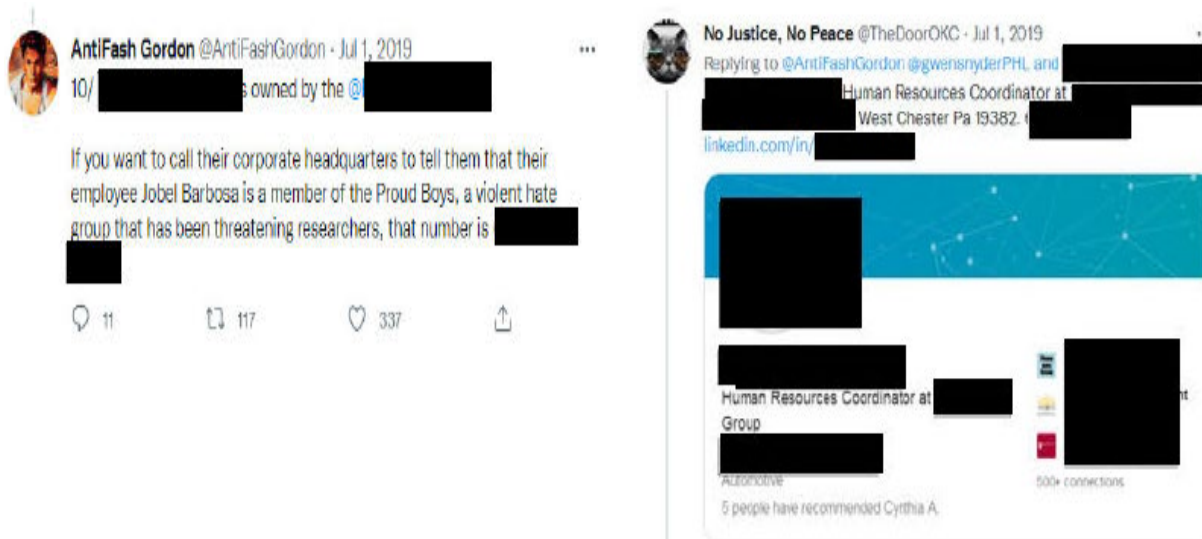 AntiFash Gordon @AntiFashGordon · Jul 1, 2019
10/ s owned by the @
If you want to call their corporate headquarters to tell them that their
employee Jobel Barbosa is a member of the Proud Boys, a violent hate
group that has been threatening researchers, that number is
11 117 337
No Justice, No Peace @TheDoorOKC · Jul 1, 2019
Replying to @AntiFashGordon @gwensnyderPHL and
Human Resources Coordinator at
West Chester Pa 19382.
linkedin.com/in/
Human Resources Coordinator at
Group
Automotive
500+ connections
5 people have recommended Cynthia A.